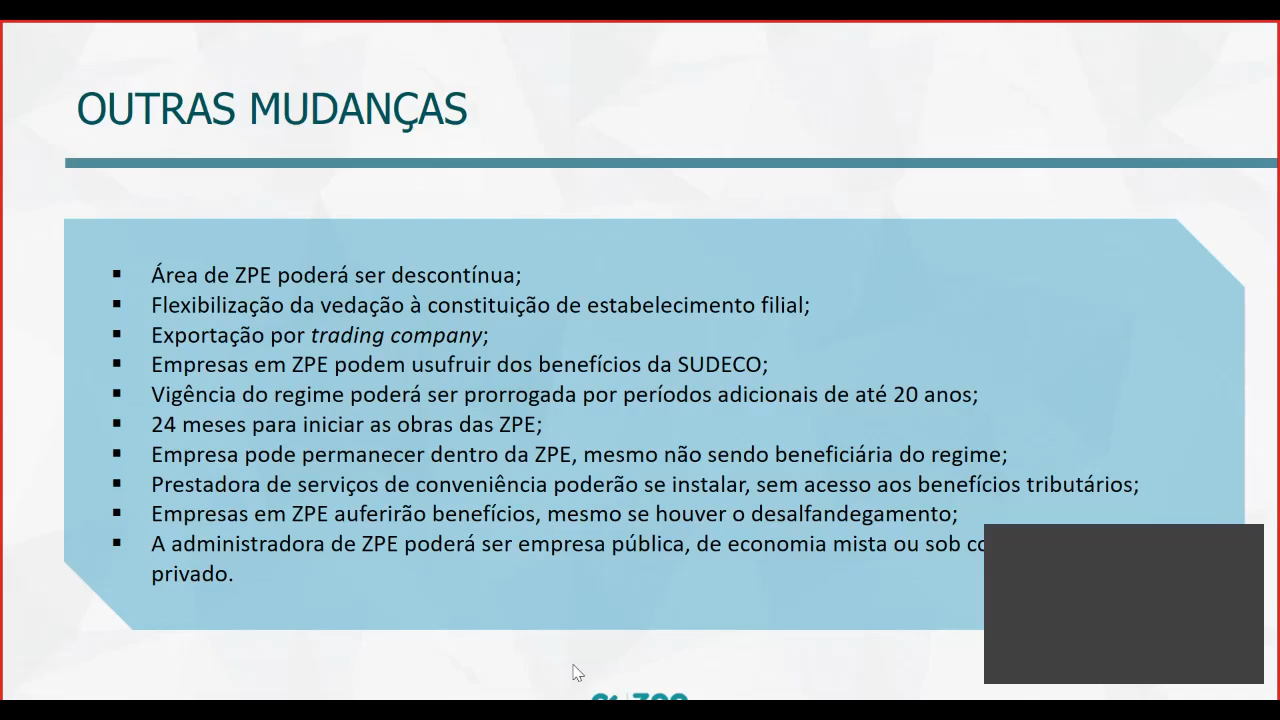 OUTRAS MUDANÇAS
▪ Área de ZPE poderá ser descontínua;
▪ Flexibilização da vedação à constituição de estabelecimento filial;
▪ Exportação por trading company;
▪ Empresas em ZPE podem usufruir dos benefícios da SUDECO;
▪ Vigência do regime poderá ser prorrogada por períodos adicionais de até 20 anos;
▪ 24 meses para iniciar as obras das ZPE;
▪ Empresa pode permanecer dentro da ZPE, mesmo não sendo beneficiária do regime;
▪ Prestadora de serviços de conveniência poderão se instalar, sem acesso aos benefícios tributários;
▪ Empresas em ZPE auferirão benefícios, mesmo se houver o desalfandegamento;
▪ A administradora de ZPE poderá ser empresa pública, de economia mista ou sob
privado.